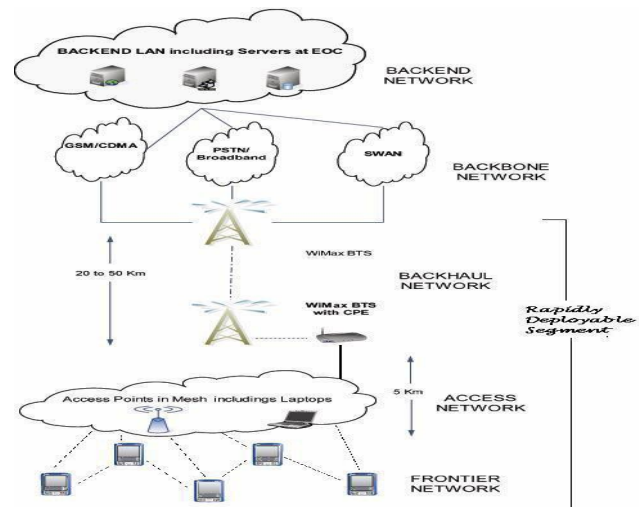 BACKEND LAN including Servers at EOC
BACKEND
NETWORK
GSM/CDMA
PSTN/
Broadband
SWAN
BACKBONE
NETWORK
WiMax BTS
20 to 50 Km
BACKHAUL
NETWORK
WiMax BTS
with CPE
Rapidly
Deployable
Segment
Access Points in Mesh includings Laptops
5 Km
ACCESS
NETWORK
FRONTIER
NETWORK